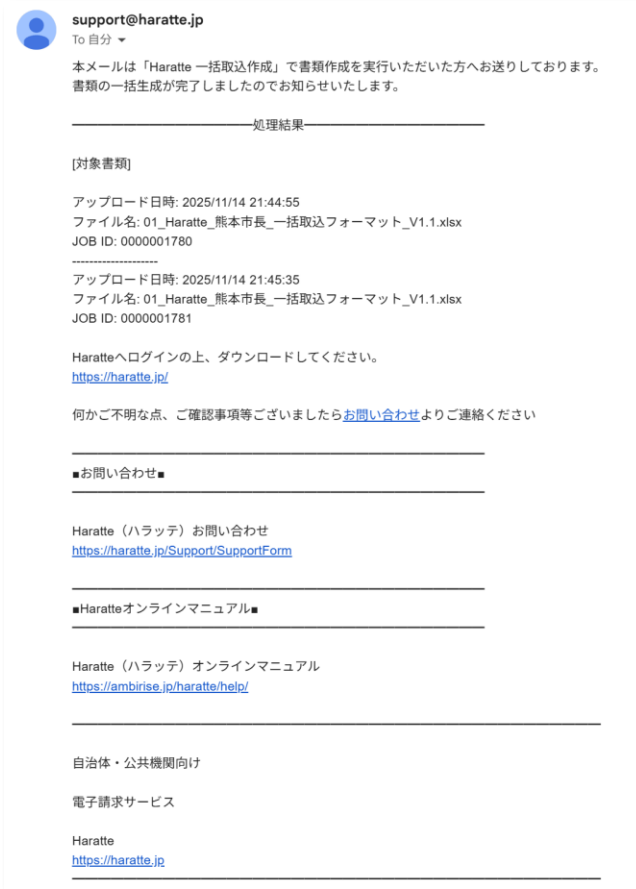 support@haratte.jp
To 自分
本メールは「Haratte 一括取込作成」で書類作成を実行いただいた方へお送りしております。
書類の一括生成が完了しましたのでお知らせいたします。
━━━━━━━━━━━━━━処理結果━━━━━━━━━━━━━━
[対象書類]
アップロード日時: 2025/11/14 21:44:55
ファイル名: 01_Haratte_熊本市長_一括取込フォーマット_V1.1.xlsx
JOB ID: 0000001780
--------------------
アップロード日時: 2025/11/14 21:45:35
ファイル名: 01_Haratte_熊本市長_一括取込フォーマット_V1.1.xlsx
JOB ID: 0000001781
Haratteへログインの上、ダウンロードしてください。
https://haratte.jp/
何かご不明な点、ご確認事項等ございましたらお問い合わせよりご連絡ください
■お問い合わせ■
Haratte（ハラッテ）お問い合わせ
https://haratte.jp/Support/SupportForm
■Haratteオンラインマニュアル■
Haratte（ハラッテ）オンラインマニュアル
https://ambirise.jp/haratte/help/
自治体・公共機関向け
電子請求サービス
Haratte
https://haratte.jp